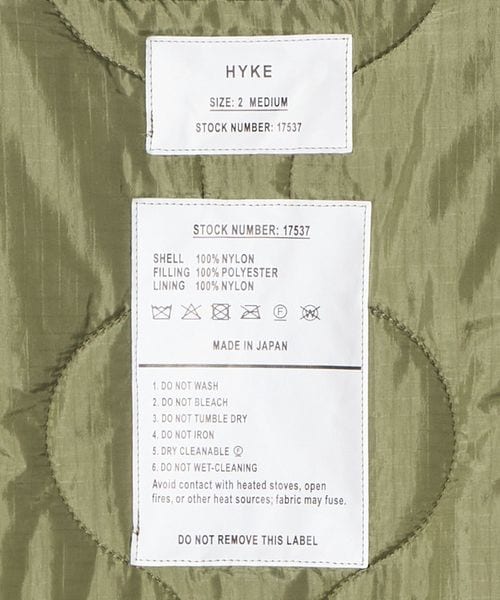 HYKE
SIZE: 2 MEDIUM
STOCK NUMBER: 17537
STOCK NUMBER: 17537
SHELL 100% NYLON
FILLING 100% POLYESTER
LINING 100% NYLON
F W
MADE IN JAPAN
1. DO NOT WASH
2. DO NOT BLEACH
3. DO NOT TUMBLE DRY
4. DO NOT IRON
5. DRY CLEANABLE Ⓕ
6. DO NOT WET-CLEANING
Avoid contact with heated stoves, open
fires, or other heat sources; fabric may fuse.
DO NOT REMOVE THIS LABEL